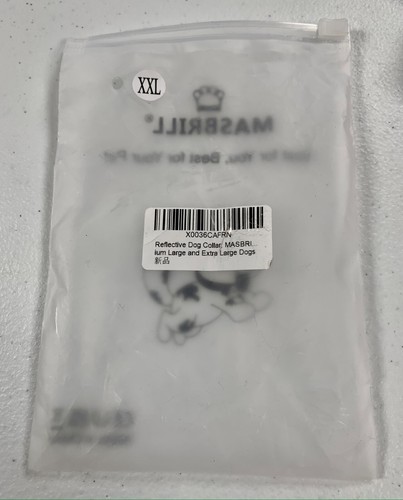 XXL
MASBRILL®
Best for You, Best for Your Pet
X0036CAFRN
Reflective Dog Collar, MASBRI...
ium Large and Extra Large Dogs
新品